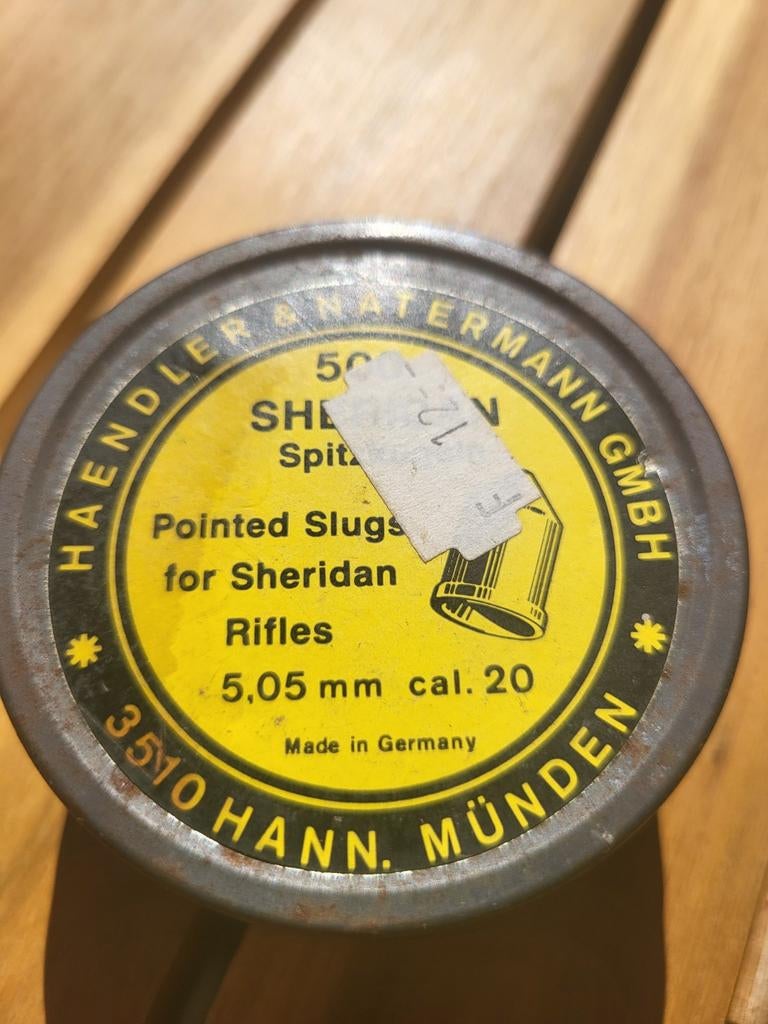 HAENDLER & NATERMANN GMBH
Pointed Slugs
for Sheridan
Rifles
5,05 mm cal. 20
Made in Germany
3510 HANN. MÜNDEN
12.-